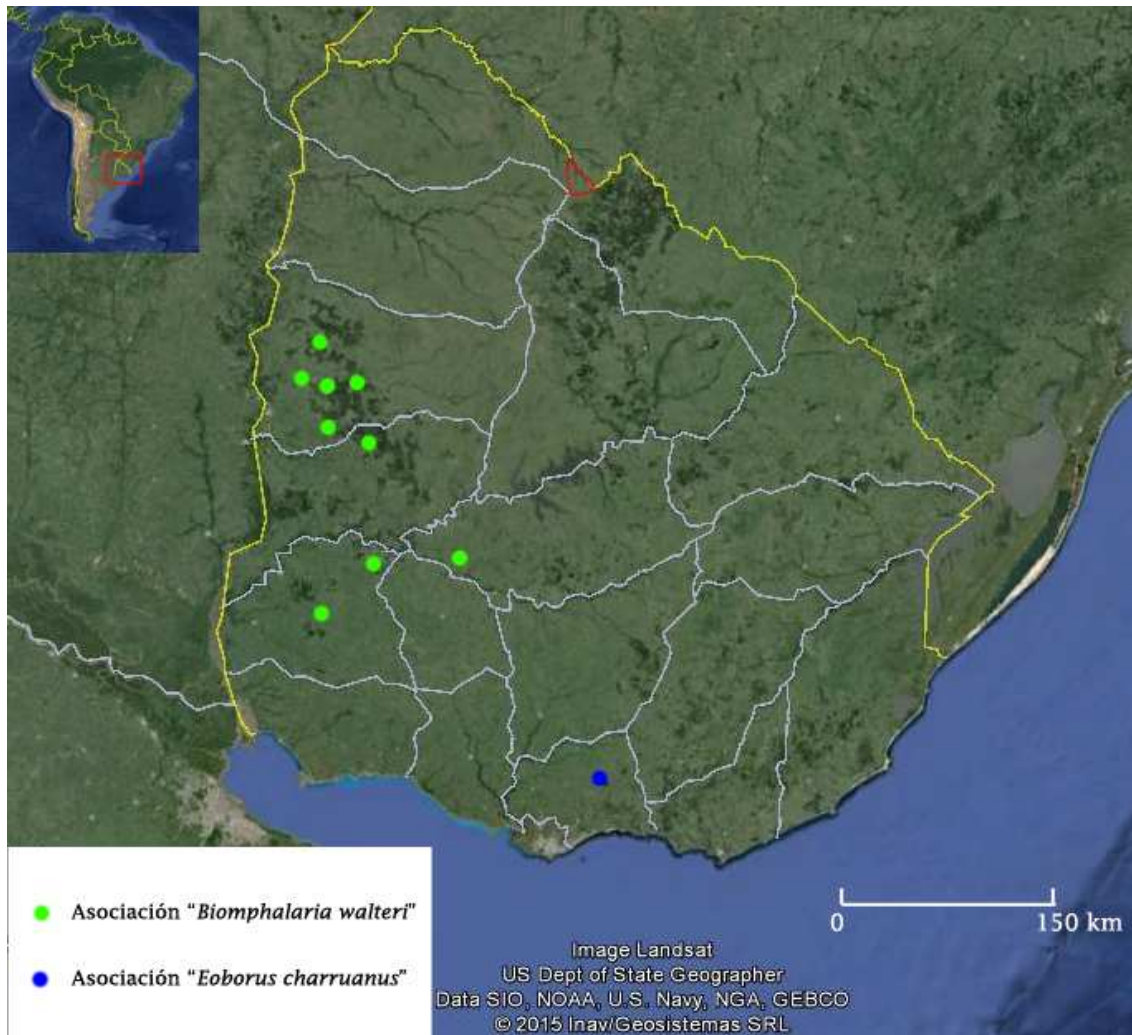 Asociación "Biomphalaria walteri"
Asociación "Eoborus charruanus"
0 150 km
Image Landsat
US Dept of State Geographer
Data SIO, NOAA, U.S. Navy, NGA, GEBCO
© 2015 Inav/Geosistemas SRL